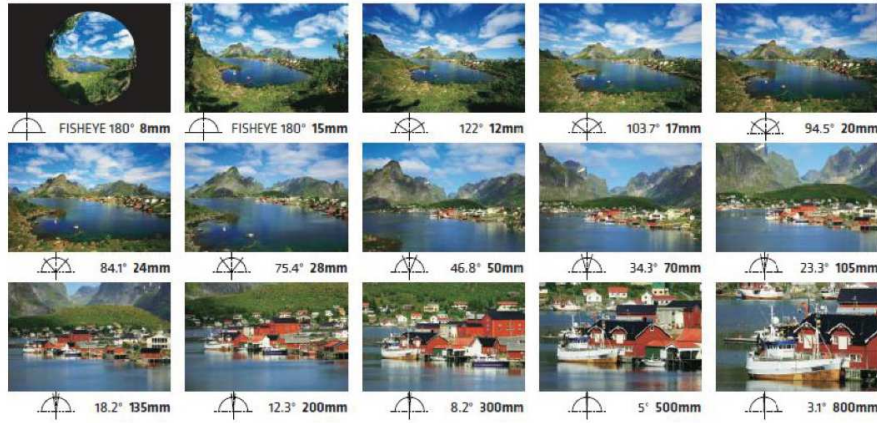 FISHEYE 180° 8mm
FISHEYE 180° 15mm
122° 12mm
103.7° 17mm
94.5° 20mm
84.1° 24mm
75.4° 28mm
46.8° 50mm
34.3° 70mm
23.3° 105mm
18.2° 135mm
12.3° 200mm
8.2° 300mm
5° 500mm
3.1° 800mm